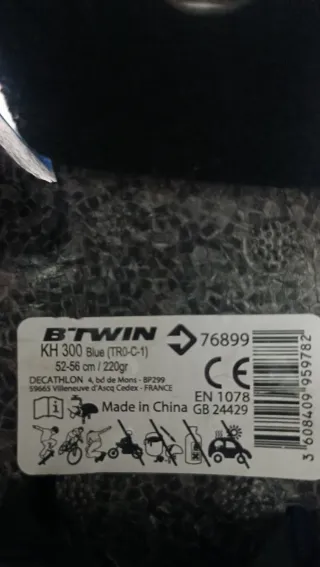 B'TWIN 76899
KH 300 Blue (TR0-C-1)
52-56 cm / 220gr
DECATHLON 4, bd de Mons - BP299
59665 Villeneuve d'Ascq Cedex - FRANCE
CE
i Made in China
EN 1078
GB 24429
3 608409 959782